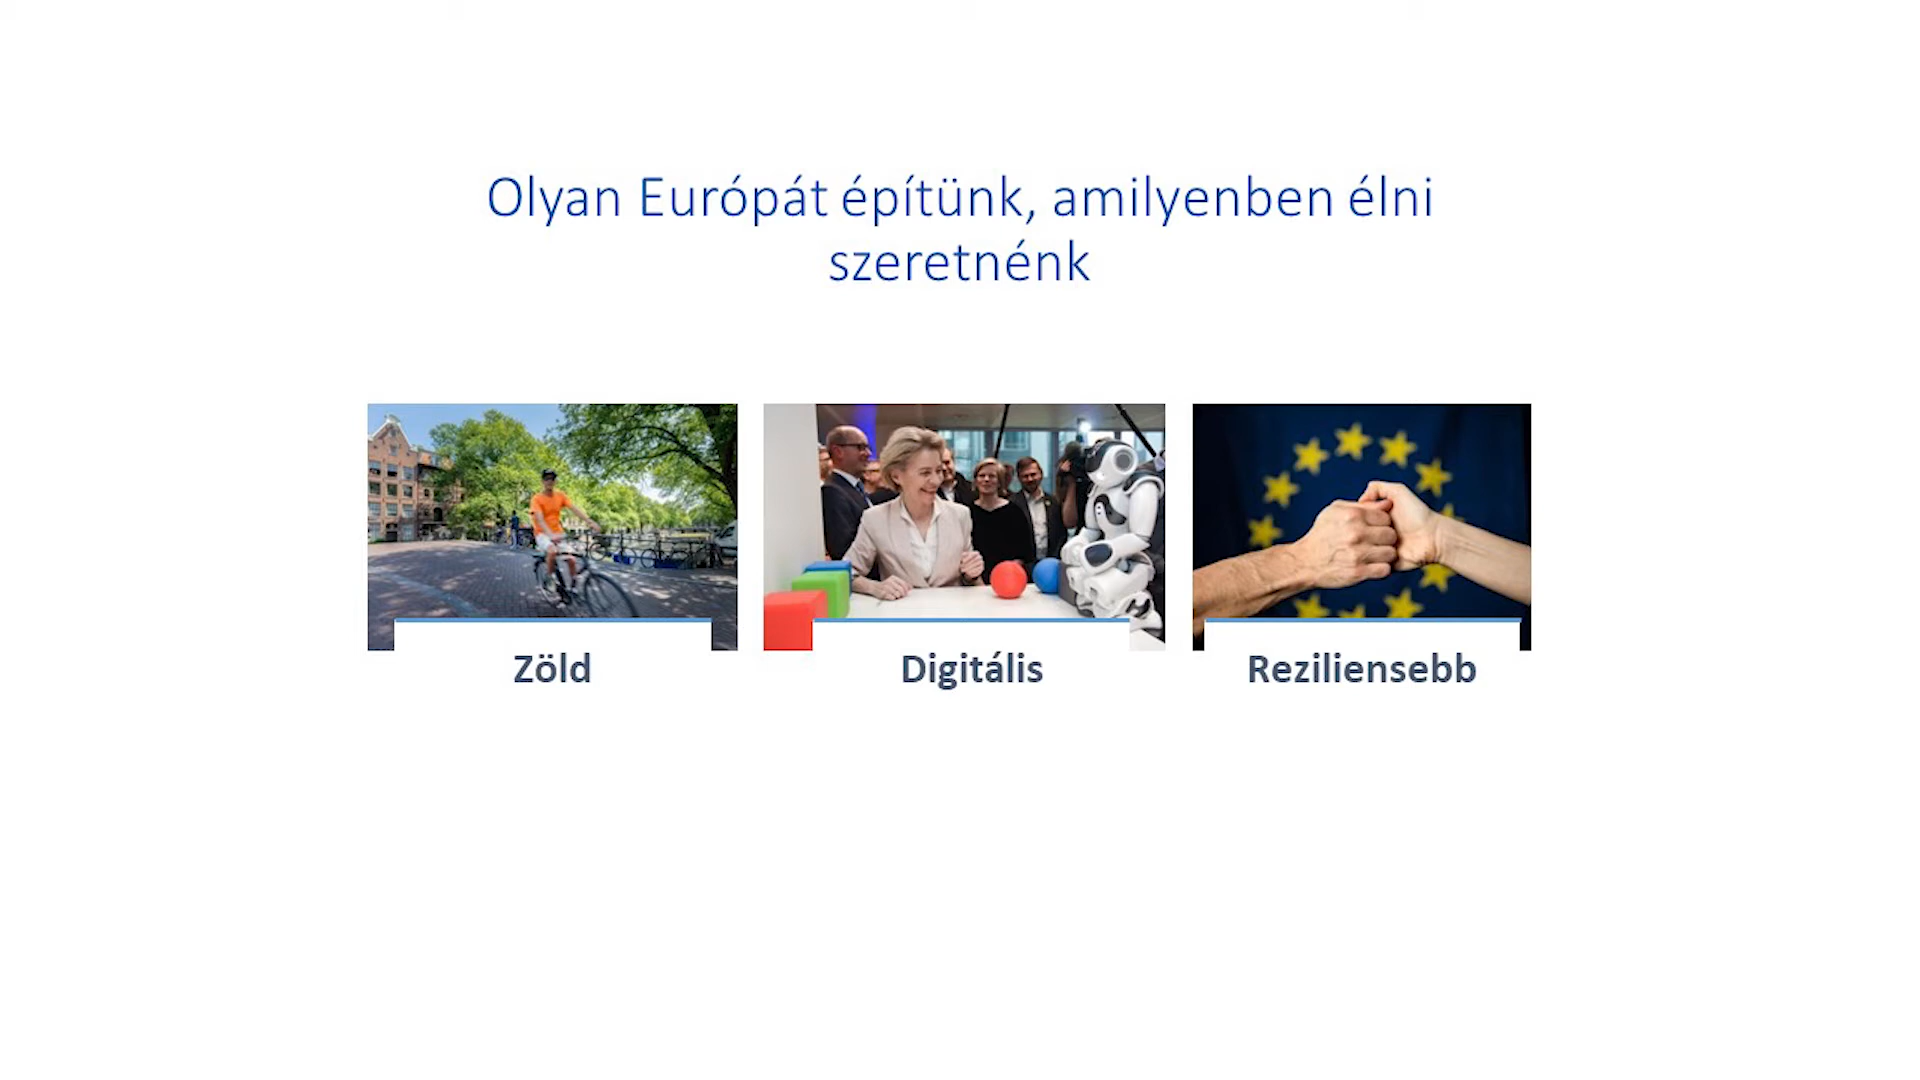 Olyan Európát építünk, amilyenben élni
szeretnénk
Zöld
Digitális
Reziliensebb